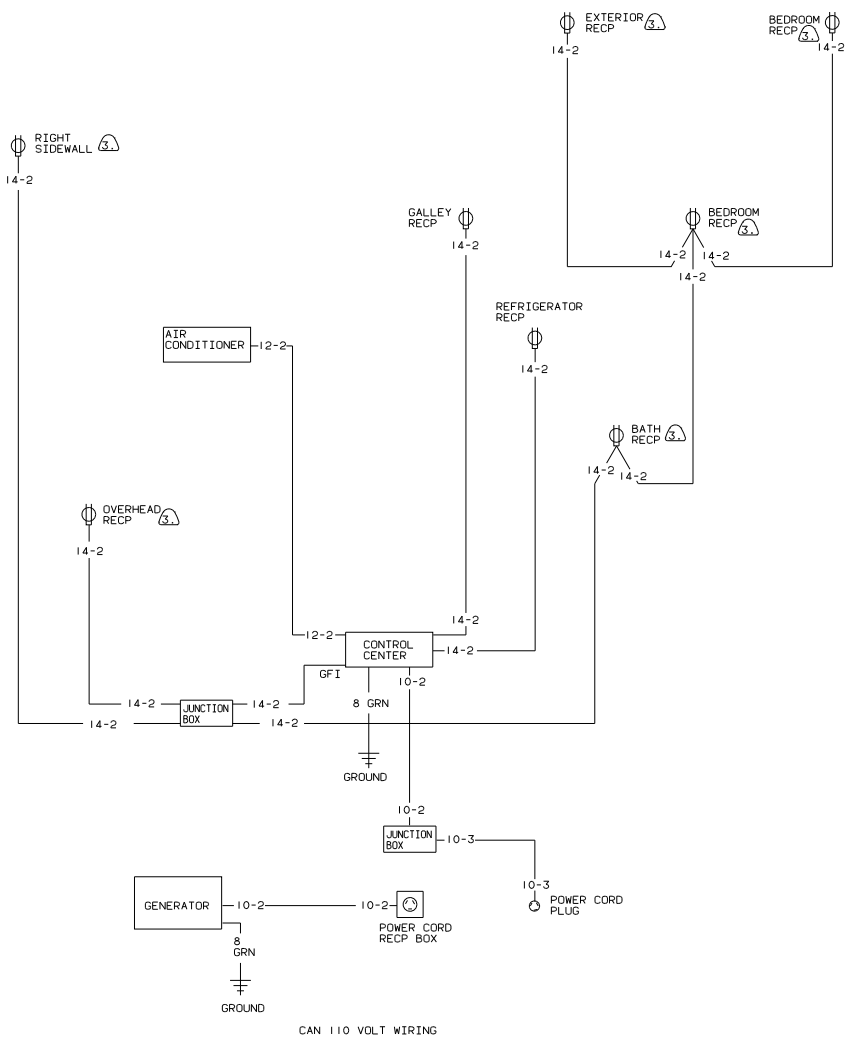 EXTERIOR 3.
RECP
14-2
BEDROOM
RECP 3.
14-2
RIGHT
SIDEWALL 3.
14-2
GALLEY
RECP
14-2
BEDROOM
RECP 3.
14-2
14-2
14-2
REFRIGERATOR
RECP
14-2
AIR
CONDITIONER
12-2
BATH 3.
RECP
14-2
14-2
OVERHEAD
RECP 3.
14-2
14-2
12-2
CONTROL
CENTER
14-2
GFI
10-2
14-2
JUNCTION
BOX
14-2
8 GRN
14-2
14-2
GROUND
10-2
JUNCTION
BOX
10-3
10-3
GENERATOR
10-2
10-2
POWER CORD
PLUG
POWER CORD
RECP BOX
8
GRN
GROUND
CAN 110 VOLT WIRING